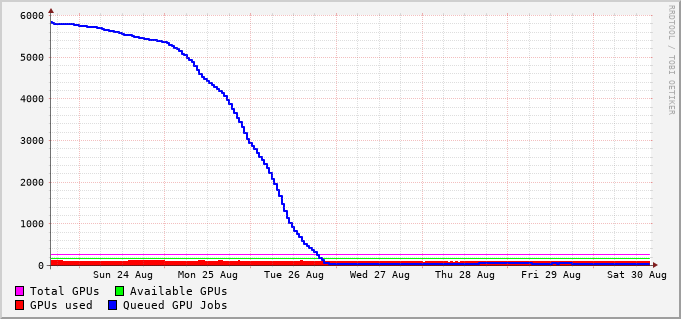 6000
5000
4000
3000
2000
1000
0
Sun 24 Aug Mon 25 Aug Tue 26 Aug Wed 27 Aug Thu 28 Aug Fri 29 Aug Sat 30 Aug
Total GPUs Available GPUs
GPUs used Queued GPU Jobs
RRDTOOL / TOBI OETIKER